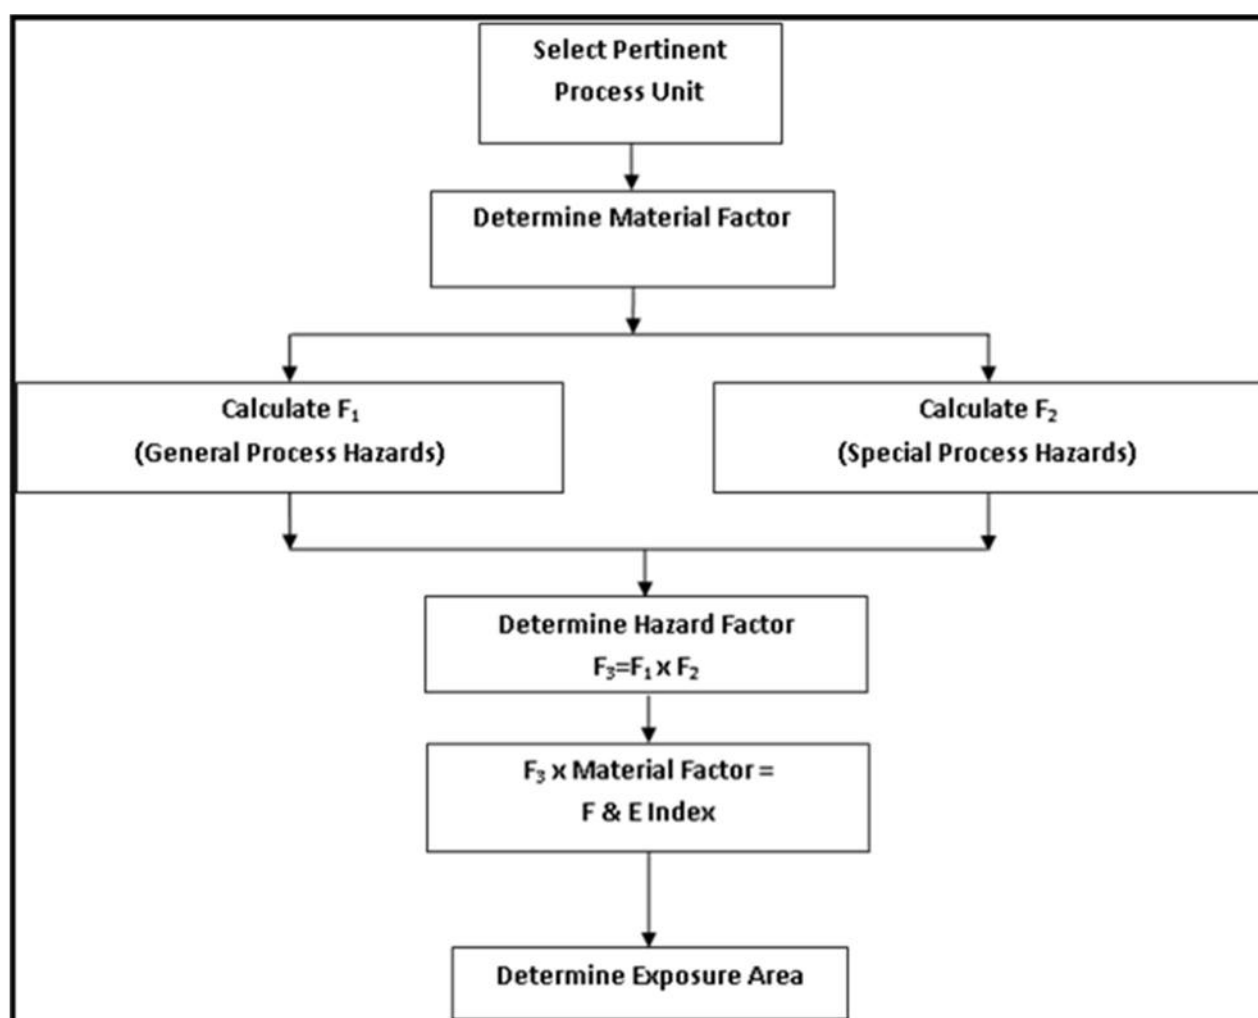 Select Pertinent
Process Unit
Determine Material Factor
Calculate F₁
(General Process Hazards)
Calculate F₂
(Special Process Hazards)
Determine Hazard Factor
F₃=F₁ x F₂
F₃ x Material Factor =
F & E Index
Determine Exposure Area